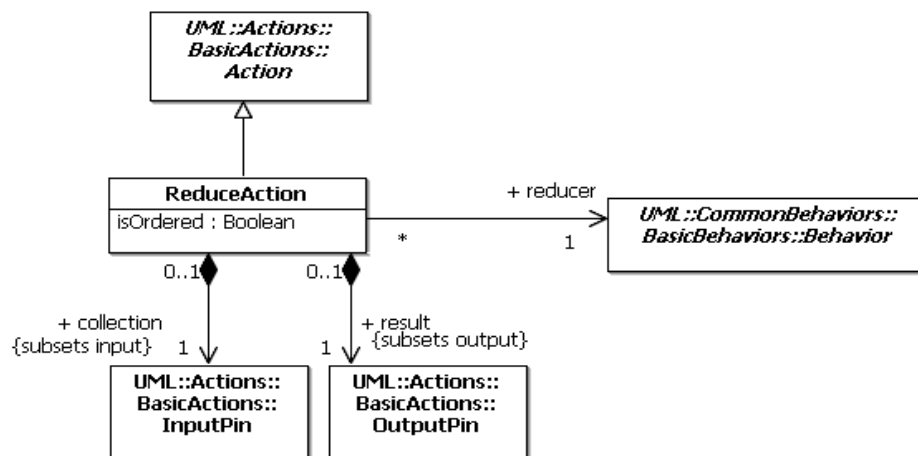 UML::Actions::
BasicActions::
Action
ReduceAction
isOrdered : Boolean
+ reducer
*
1
UML::CommonBehaviors::
BasicBehaviors::Behavior
0..1
0..1
+ collection
{subsets input}
1
+ result
{subsets output}
1
UML::Actions::
BasicActions::
InputPin
UML::Actions::
BasicActions::
OutputPin